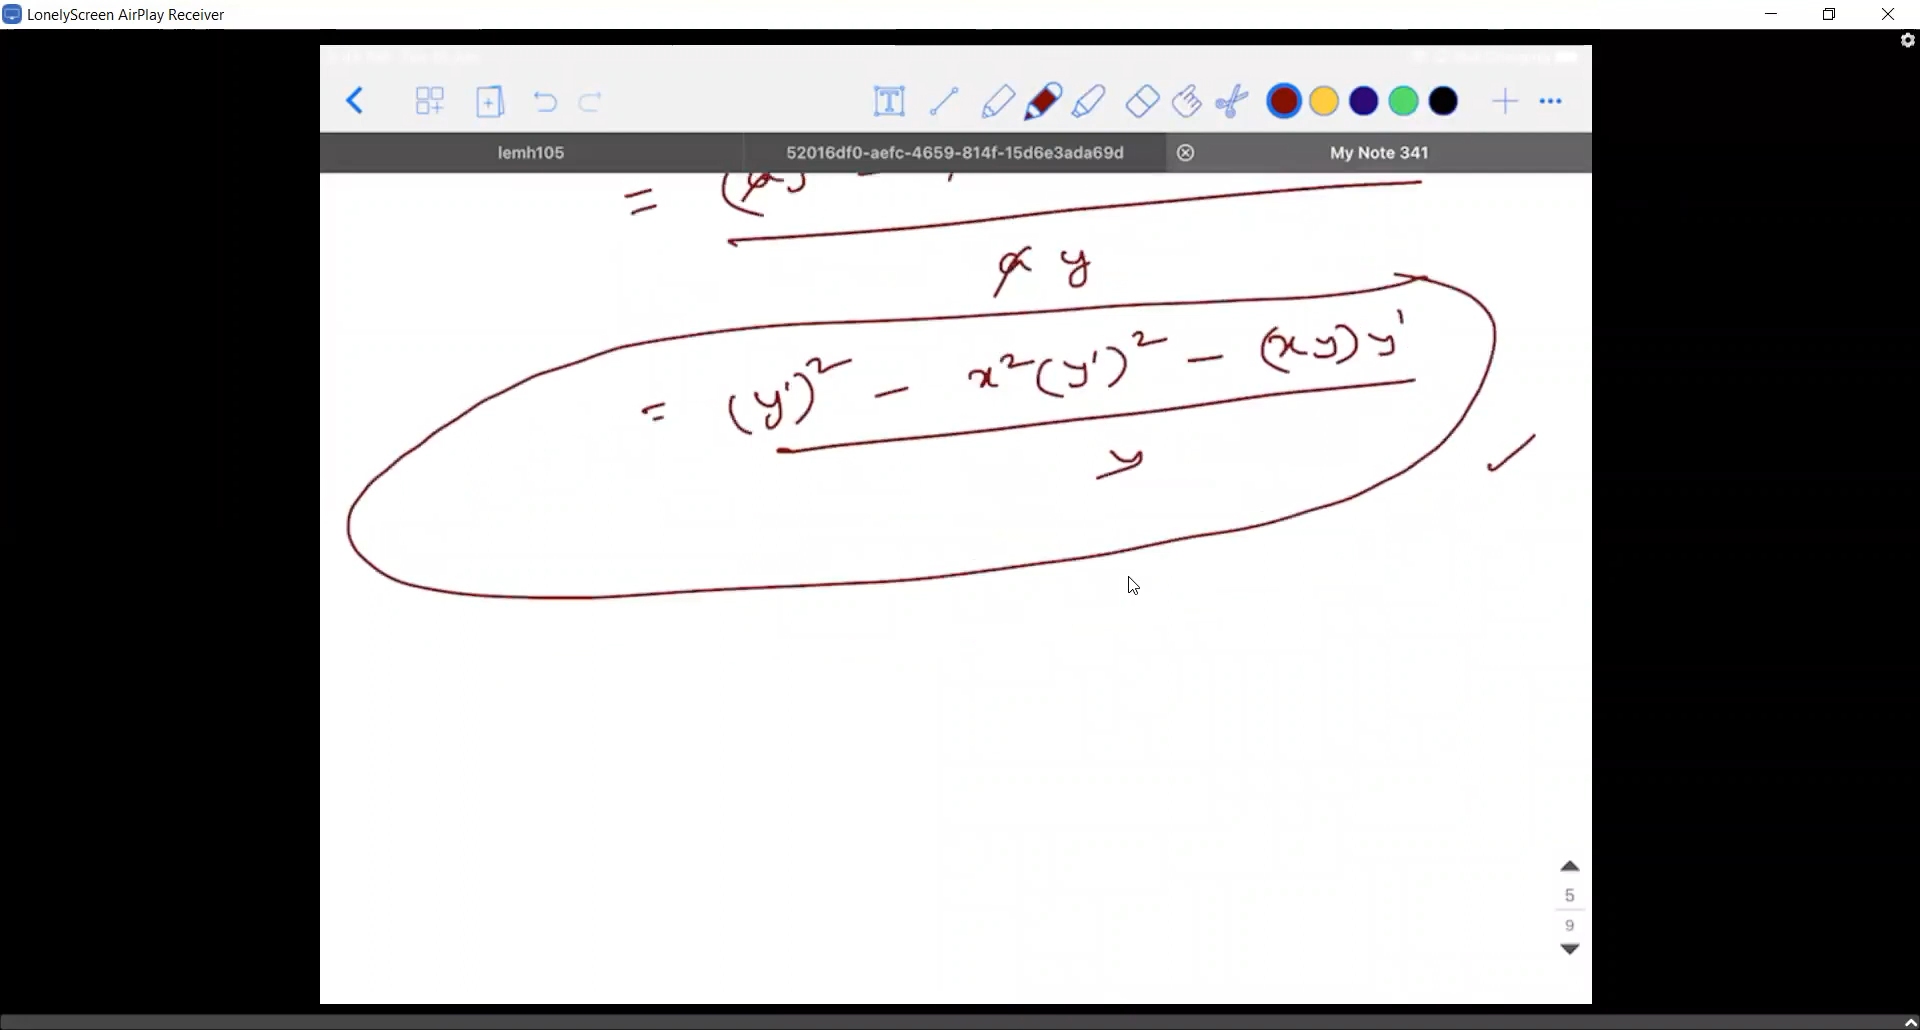 LonelyScreen AirPlay Receiver
T
lemh105 52016df0-aefc-4659-814f-15d6e3ada69d My Note 341
=
α y
= (y')² - x²(y')² - (xy)y'
y
5
9